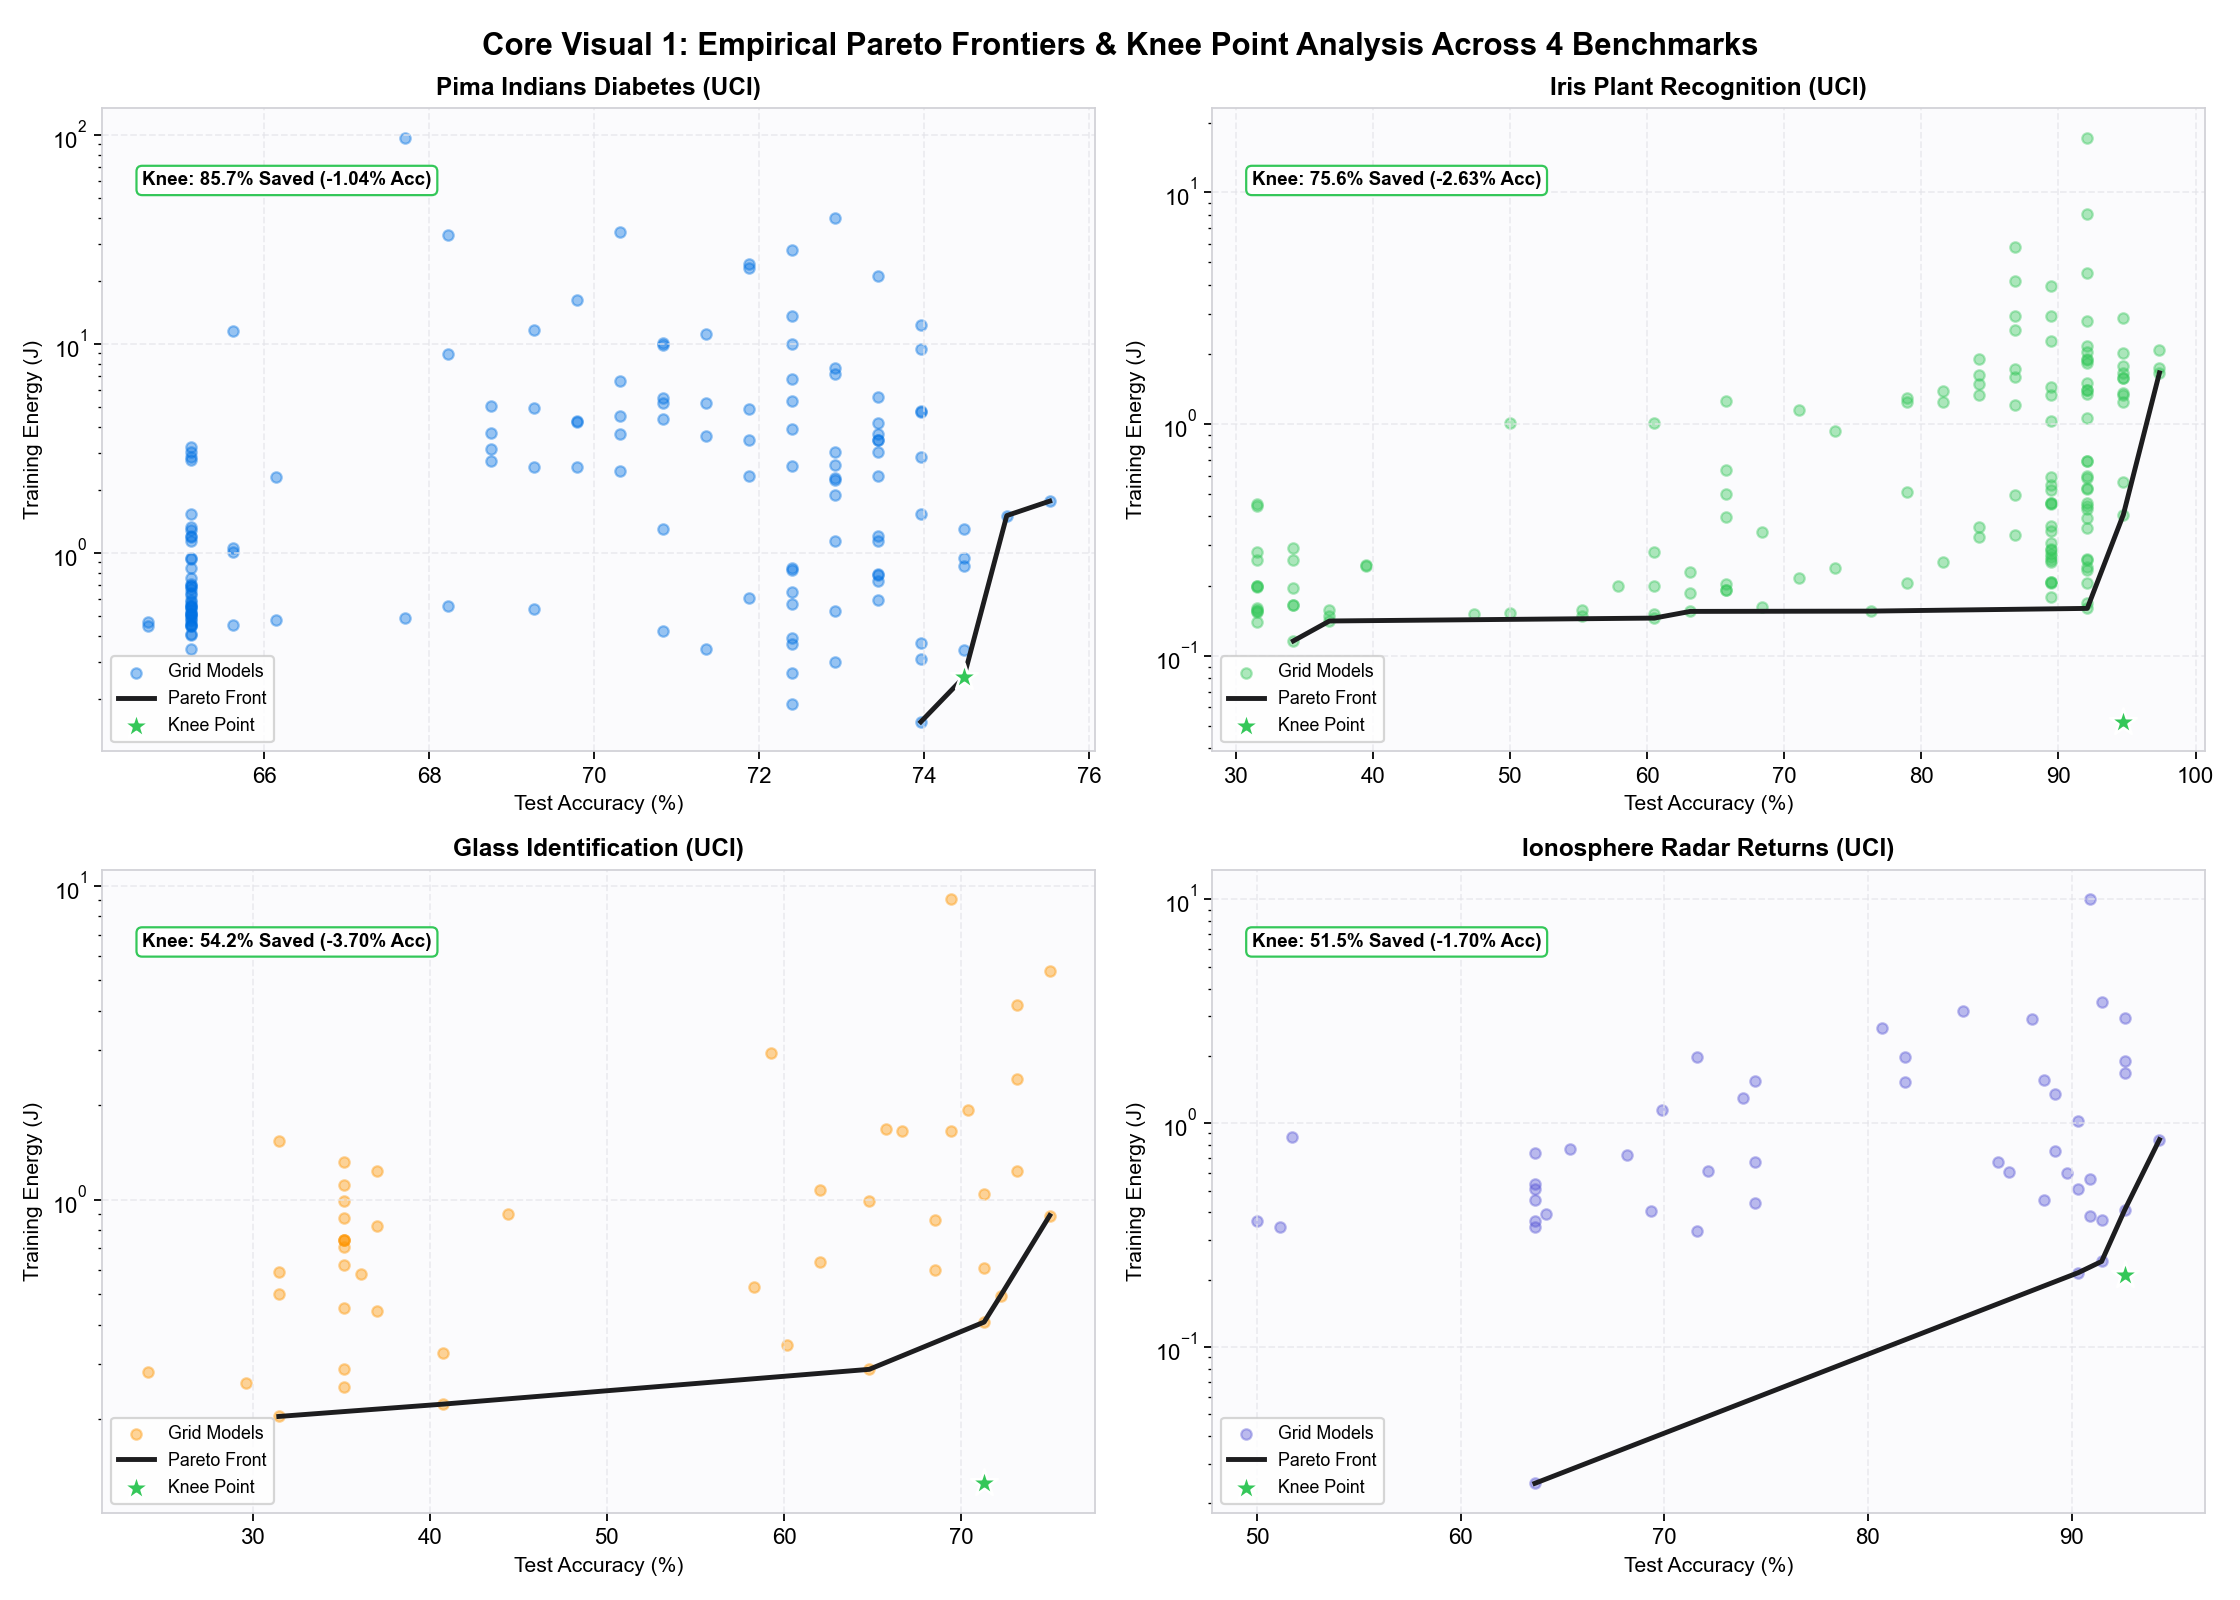 Core Visual 1: Empirical Pareto Frontiers & Knee Point Analysis Across 4 Benchmarks
Pima Indians Diabetes (UCI)
Knee: 85.7% Saved (-1.04% Acc)
Training Energy (J)
10^2
10^1
10^0
Grid Models
Pareto Front
Knee Point
66 68 70 72 74 76
Test Accuracy (%)
Iris Plant Recognition (UCI)
Knee: 75.6% Saved (-2.63% Acc)
Training Energy (J)
10^1
10^0
10^−1
Grid Models
Pareto Front
Knee Point
30 40 50 60 70 80 90 100
Test Accuracy (%)
Glass Identification (UCI)
Knee: 54.2% Saved (-3.70% Acc)
Training Energy (J)
10^1
10^0
Grid Models
Pareto Front
Knee Point
30 40 50 60 70
Test Accuracy (%)
Ionosphere Radar Returns (UCI)
Knee: 51.5% Saved (-1.70% Acc)
Training Energy (J)
10^1
10^0
10^−1
Grid Models
Pareto Front
Knee Point
50 60 70 80 90
Test Accuracy (%)